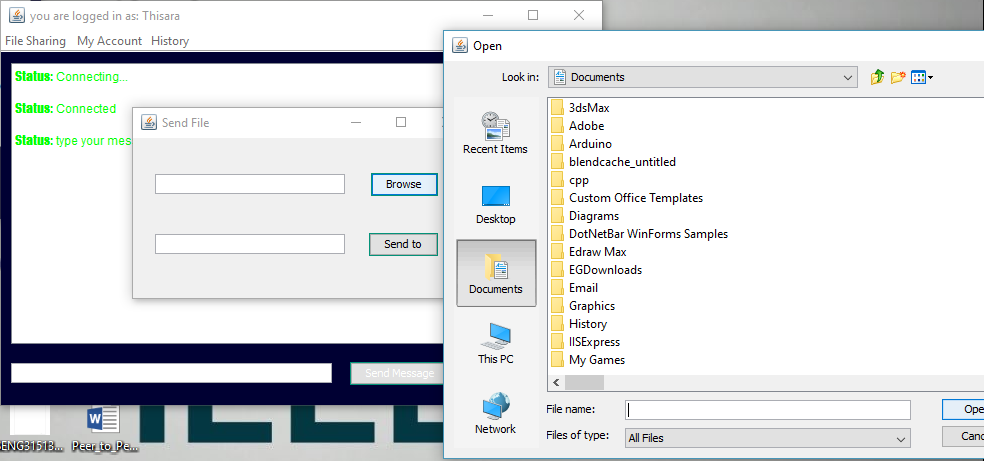 you are logged in as: Thisara
File Sharing My Account History
Status: Connecting...
Status: Connected
Status: type your mes
Send File
Browse
Send to
Send Message
Open
Look in: Documents
Recent Items
Desktop
Documents
This PC
Network
3dsMax
Adobe
Arduino
blendcache_untitled
cpp
Custom Office Templates
Diagrams
DotNetBar WinForms Samples
Edraw Max
EGDownloads
Email
Graphics
History
IISExpress
My Games
File name:
Ope
Files of type: All Files
Canc
SENG31513... Peer_to_Pe...